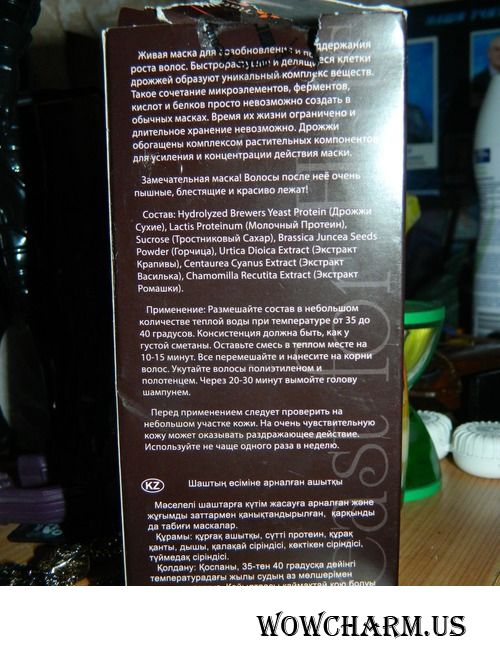 Живая маска для возобновления и поддержания
роста волос. Быстрорастущие и делящиеся клетки
дрожжей образуют уникальный комплекс веществ.
Такое сочетание микроэлементов, ферментов,
кислот и белков просто невозможно создать в
обычных масках. Время их жизни ограничено и
длительное хранение невозможно. Дрожжи
обогащены комплексом растительных компонентов
для усиления и концентрации действия маски.
Замечательная маска! Волосы после неё очень
пышные, блестящие и красиво лежат!
Состав: Hydrolyzed Brewers Yeast Protein (Дрожжи
Сухие), Lactis Proteinum (Молочный Протеин),
Sucrose (Тростниковый Сахар), Brassica Juncea Seeds
Powder (Горчица), Urtica Dioica Extract (Экстракт
Крапивы), Centaurea Cyanus Extract (Экстракт
Василька), Chamomilla Recutita Extract (Экстракт
Ромашки).
Применение: Размешайте состав в небольшом
количестве теплой воды при температуре от 35 до
40 градусов. Консистенция должна быть, как у
густой сметаны. Оставьте смесь в теплом месте на
10-15 минут. Все перемешайте и нанесите на корни
волос. Укутайте волосы полиэтиленом и
полотенцем. Через 20-30 минут вымойте голову
шампунем.
Перед применением следует проверить на
небольшом участке кожи. На очень чувствительную
кожу может оказывать раздражающее действие.
Используйте не чаще одного раза в неделю.
KZ Шаштың өсіміне арналған ашытқы
Мәселелі шаштарға күтім жасауға арналған және
жұғымды заттармен қанықтандырылған, қарқынды
да табиғи маскалар.
Құрамы: құрғақ ашытқы, сүтті протеин, құрақ
қанты, дышы, қалақай сіріндісі, көктікен сіріндісі,
түймедақ сіріндісі.
Қолдану: Қоспаны, 35-тен 40 градусқа дейінгі
температурадағы жылы судың аз мөлшерімен
WOWCHARM.US